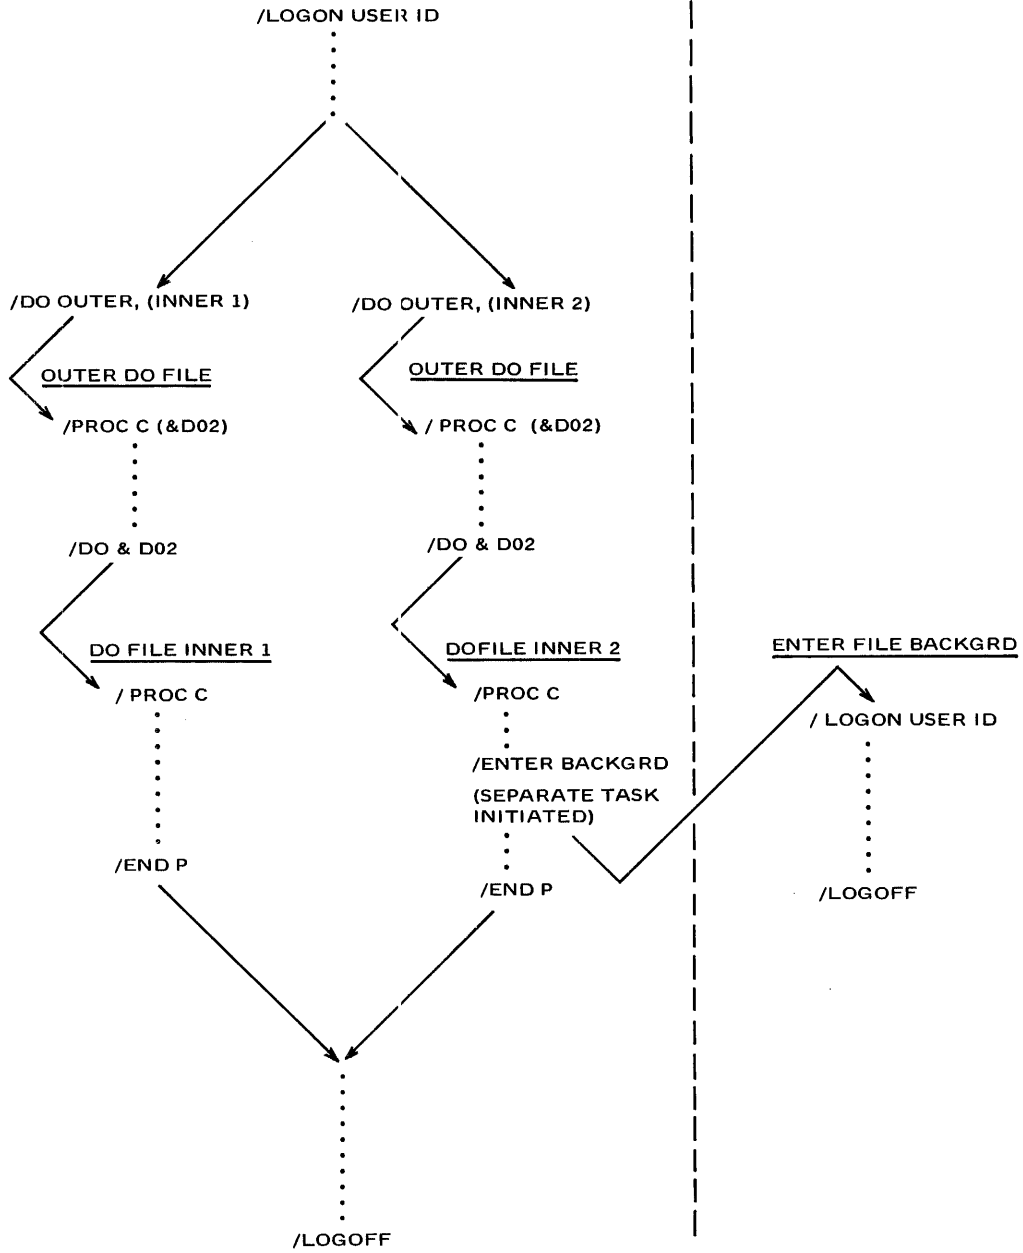 /LOGON USER ID
/DO OUTER, (INNER 1)
OUTER DO FILE
/PROC C (&D02)
/DO & D02
DO FILE INNER 1
/ PROC C
/END P
/DO OUTER, (INNER 2)
OUTER DO FILE
/ PROC C (&D02)
/DO & D02
DOFILE INNER 2
/PROC C
/ENTER BACKGRD
(SEPARATE TASK
INITIATED)
/END P
ENTER FILE BACKGRD
/ LOGON USER ID
/LOGOFF
/LOGOFF